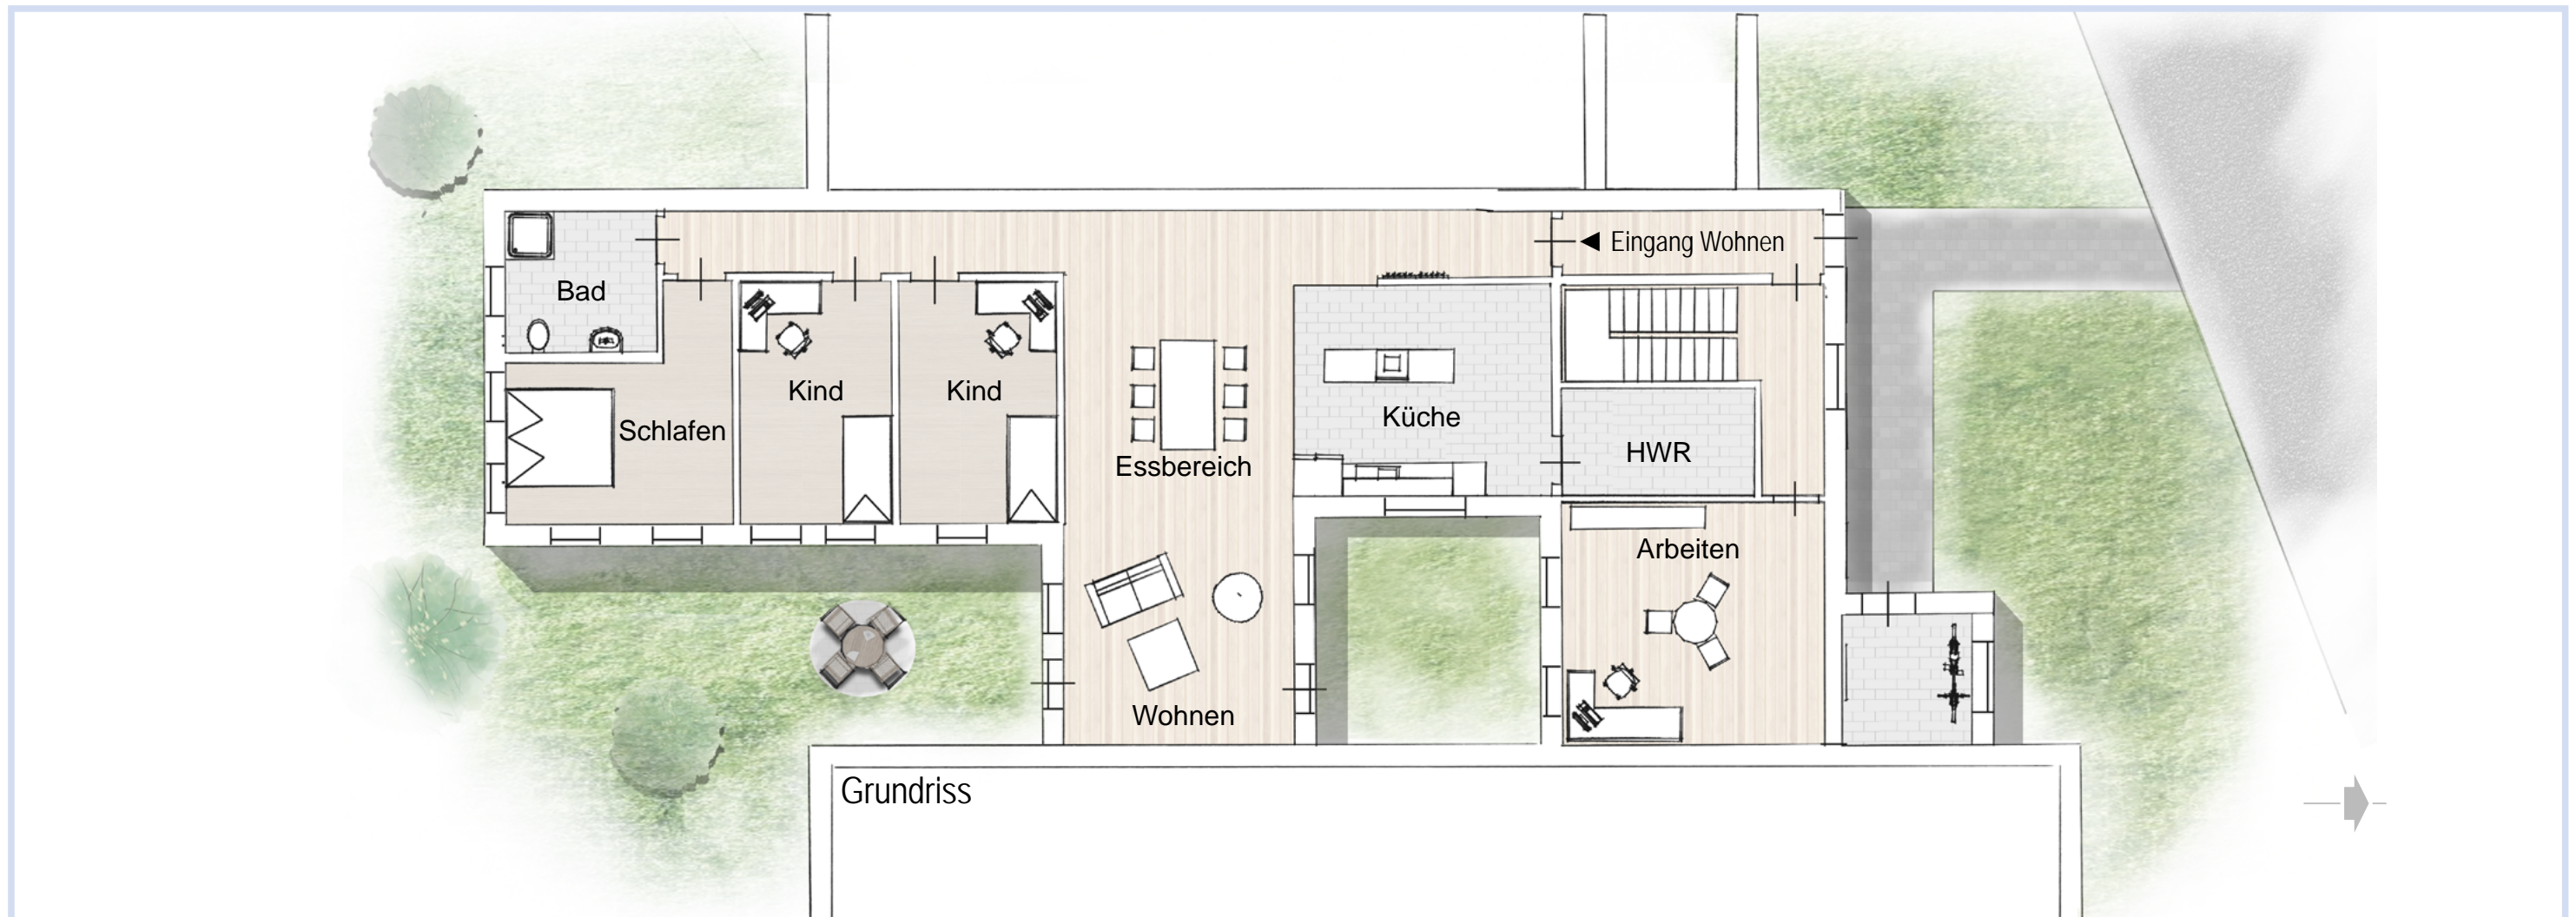 ◄ Eingang Wohnen
Bad
Kind
Kind
Schlafen
Küche
Essbereich
HWR
Arbeiten
Wohnen
Grundriss